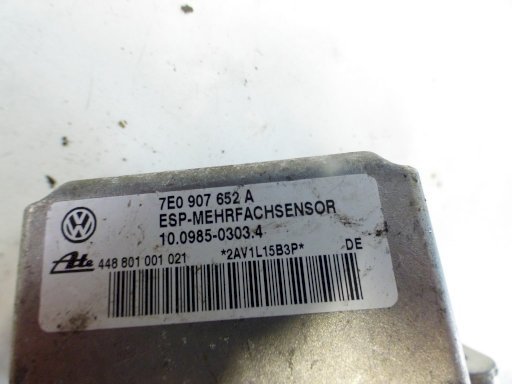 7E0 907 652 A
ESP-MEHRFACHSENSOR
10.0985-0303.4
Ate 448 801 001 021 *2AV1L15B3P* DE